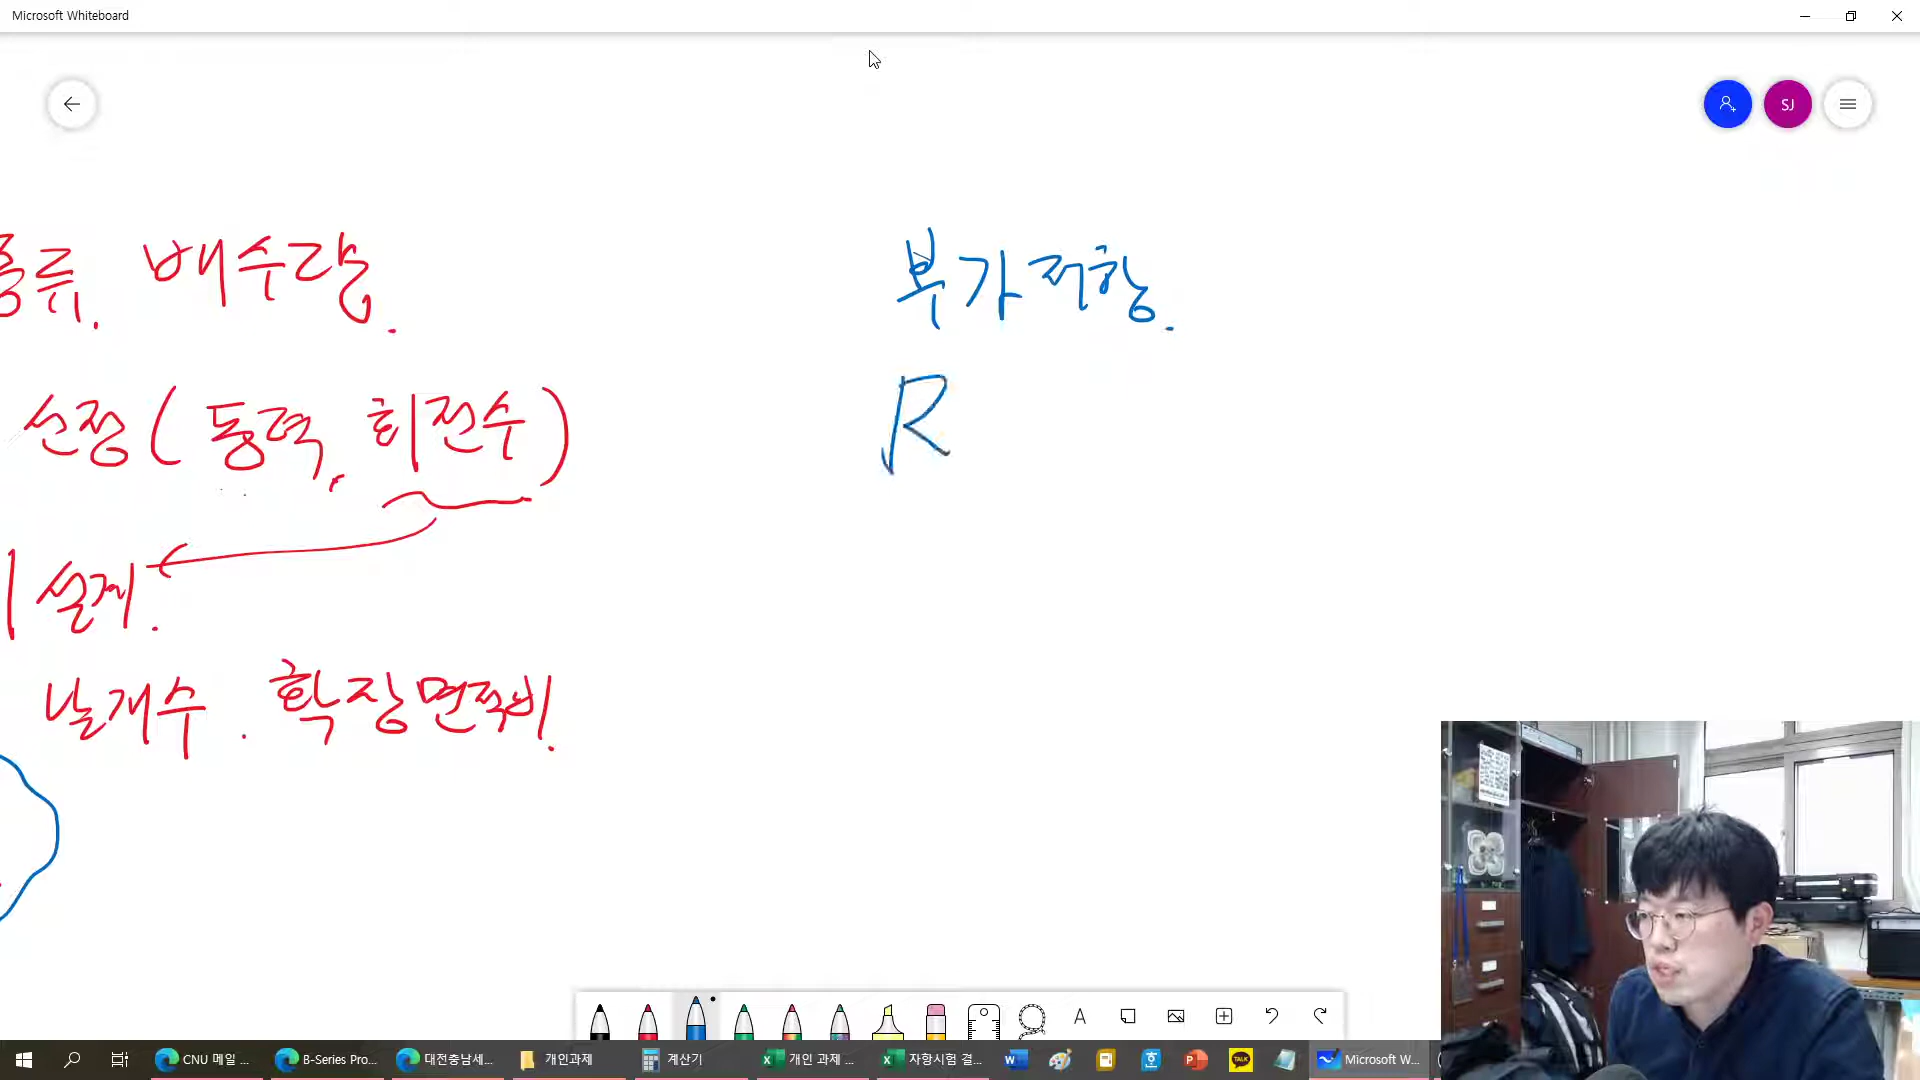 Microsoft Whiteboard
SJ
종류. 배수량.
선정 (동력, 회전수)
설계.
날개수. 확장면적비.
부가저항.
R
A
CNU 메일 ...
B-Series Pro...
대전충남세...
개인과제
계산기
개인 과제 ...
자항시험 결...
TALK
Microsoft W...